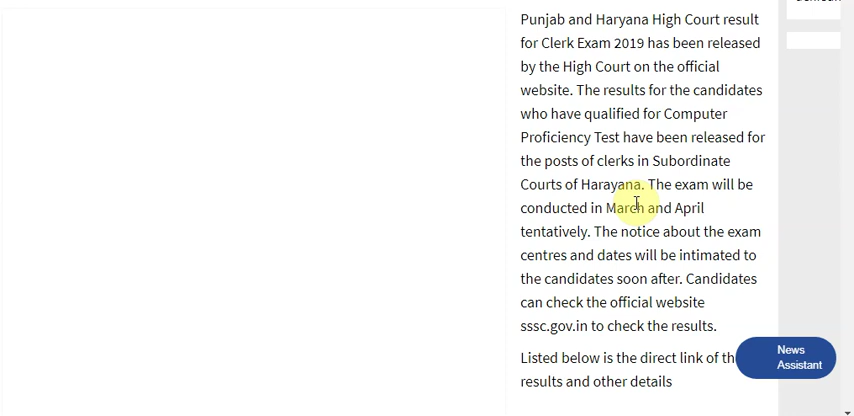 Punjab and Haryana High Court result
for Clerk Exam 2019 has been released
by the High Court on the official
website. The results for the candidates
who have qualified for Computer
Proficiency Test have been released for
the posts of clerks in Subordinate
Courts of Harayana. The exam will be
conducted in March and April
tentatively. The notice about the exam
centres and dates will be intimated to
the candidates soon after. Candidates
can check the official website
sssc.gov.in to check the results.
Listed below is the direct link of th
results and other details
News
Assistant